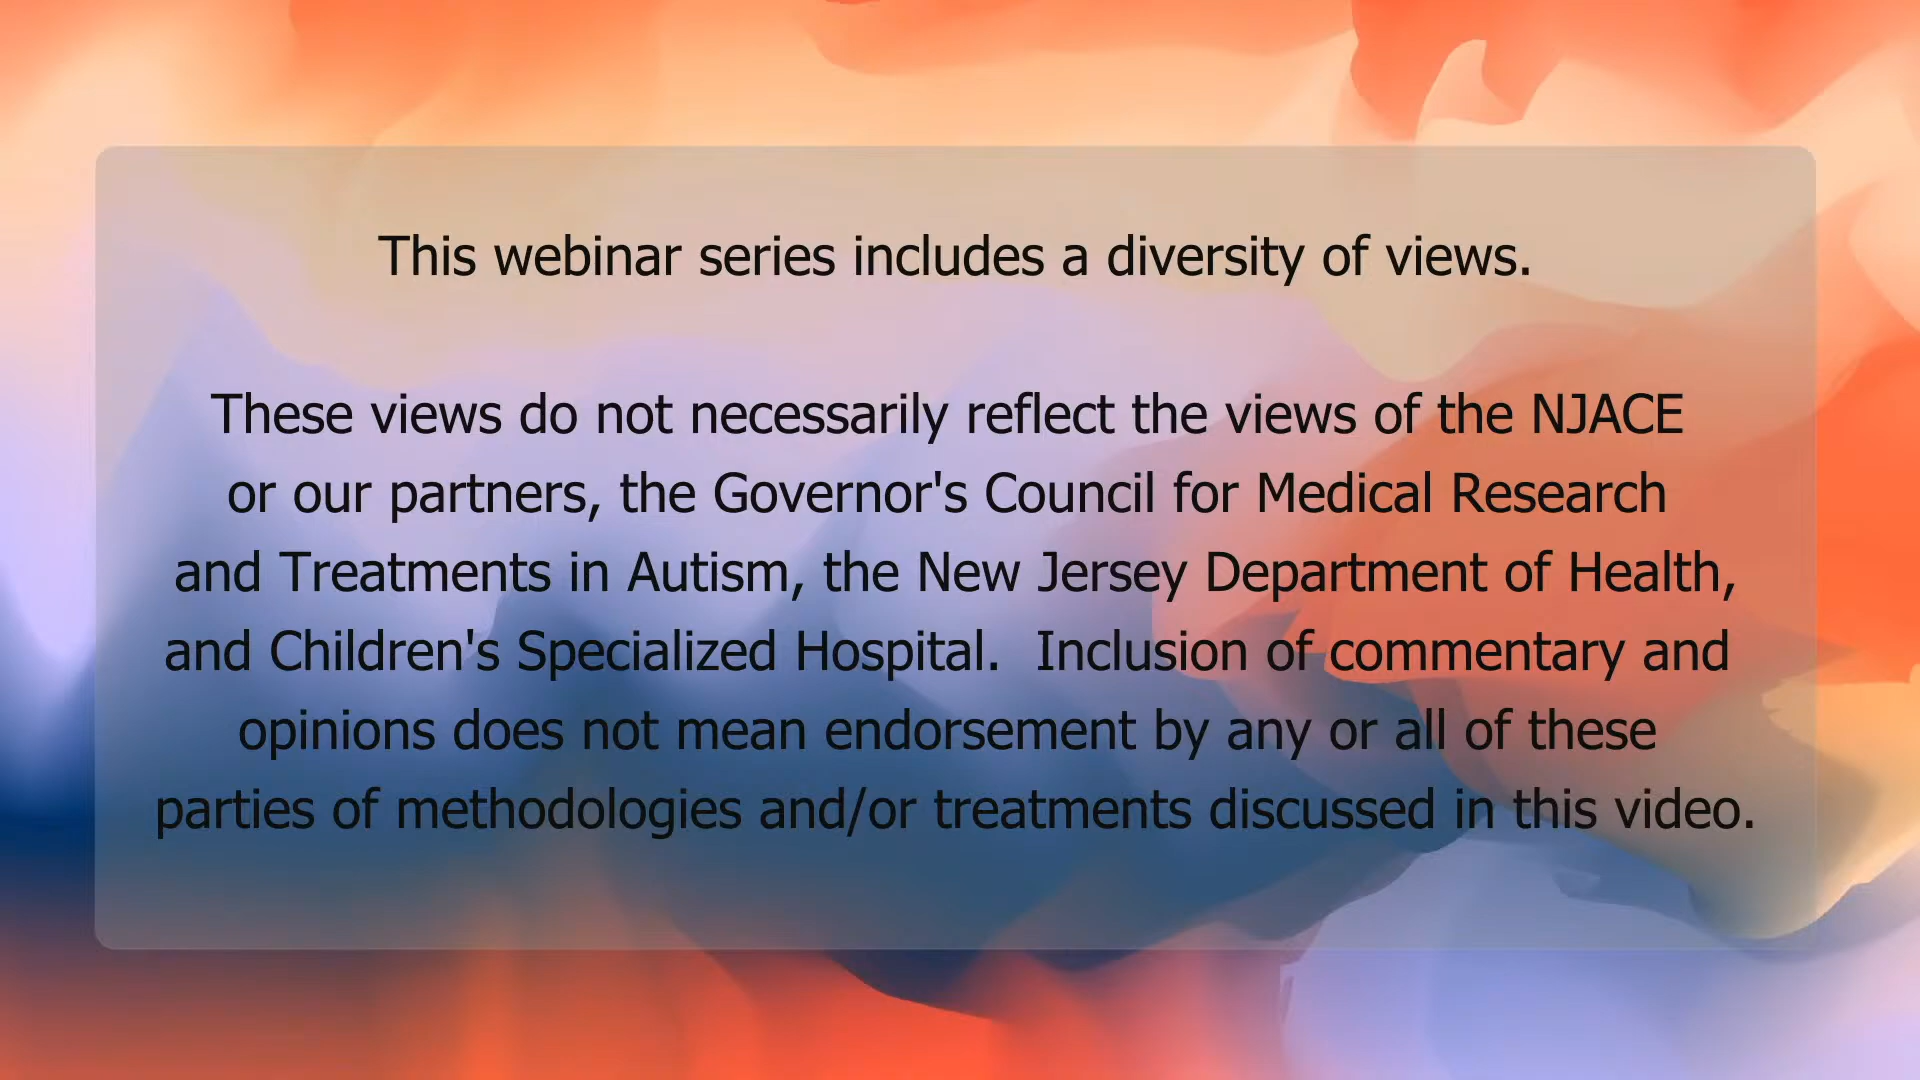 This webinar series includes a diversity of views.
These views do not necessarily reflect the views of the NJACE
or our partners, the Governor's Council for Medical Research
and Treatments in Autism, the New Jersey Department of Health,
and Children's Specialized Hospital.  Inclusion of commentary and
opinions does not mean endorsement by any or all of these
parties of methodologies and/or treatments discussed in this video.